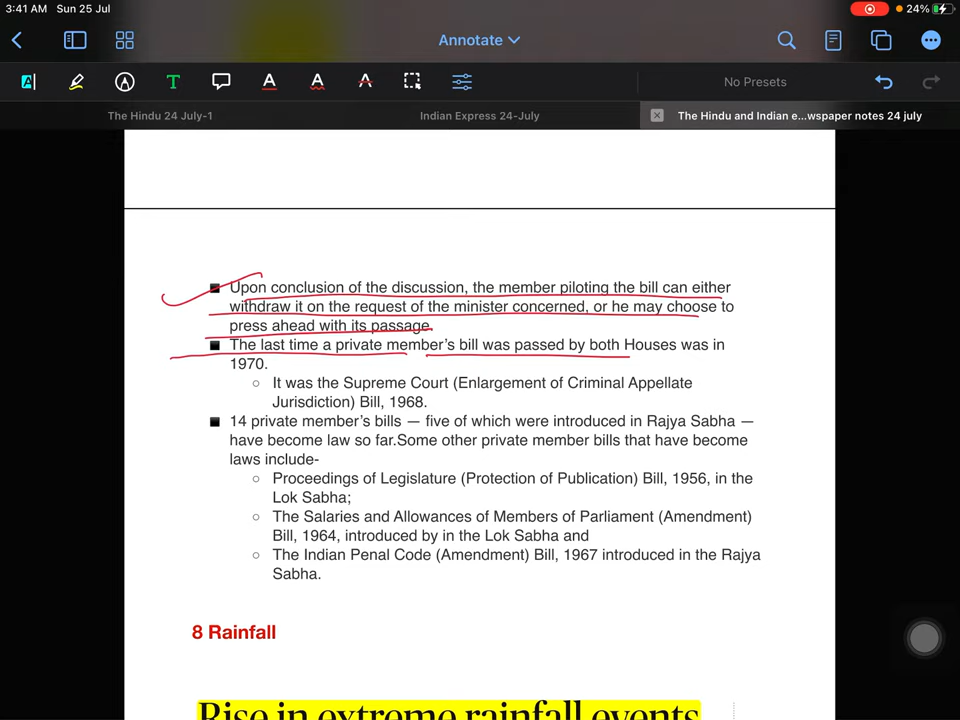 3:41 AM Sun 25 Jul
24%
Annotate
A
T
A
A
A
No Presets
The Hindu 24 July-1
Indian Express 24-July
The Hindu and Indian e...wspaper notes 24 july
Upon conclusion of the discussion, the member piloting the bill can either
withdraw it on the request of the minister concerned, or he may choose to
press ahead with its passage.
The last time a private member's bill was passed by both Houses was in
1970.
It was the Supreme Court (Enlargement of Criminal Appellate
Jurisdiction) Bill, 1968.
14 private member's bills — five of which were introduced in Rajya Sabha —
have become law so far.Some other private member bills that have become
laws include-
Proceedings of Legislature (Protection of Publication) Bill, 1956, in the
Lok Sabha;
The Salaries and Allowances of Members of Parliament (Amendment)
Bill, 1964, introduced by in the Lok Sabha and
The Indian Penal Code (Amendment) Bill, 1967 introduced in the Rajya
Sabha.
8 Rainfall
Rise in extreme rainfall events